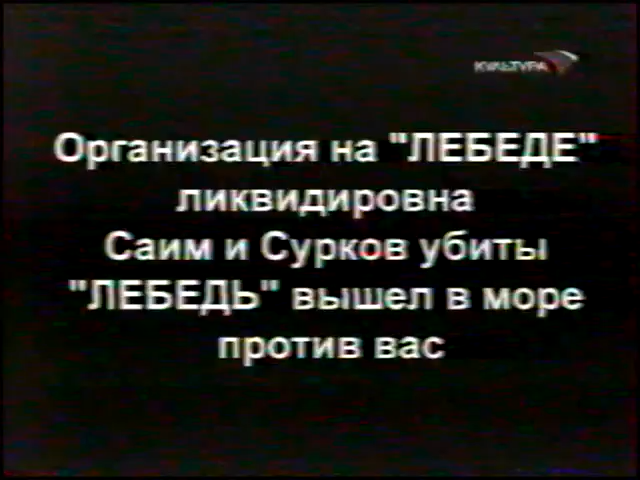 КУЛЬТУРА
Организация на "ЛЕБЕДЕ"
ликвидировна
Саим и Сурков убиты
"ЛЕБЕДЬ" вышел в море
против вас